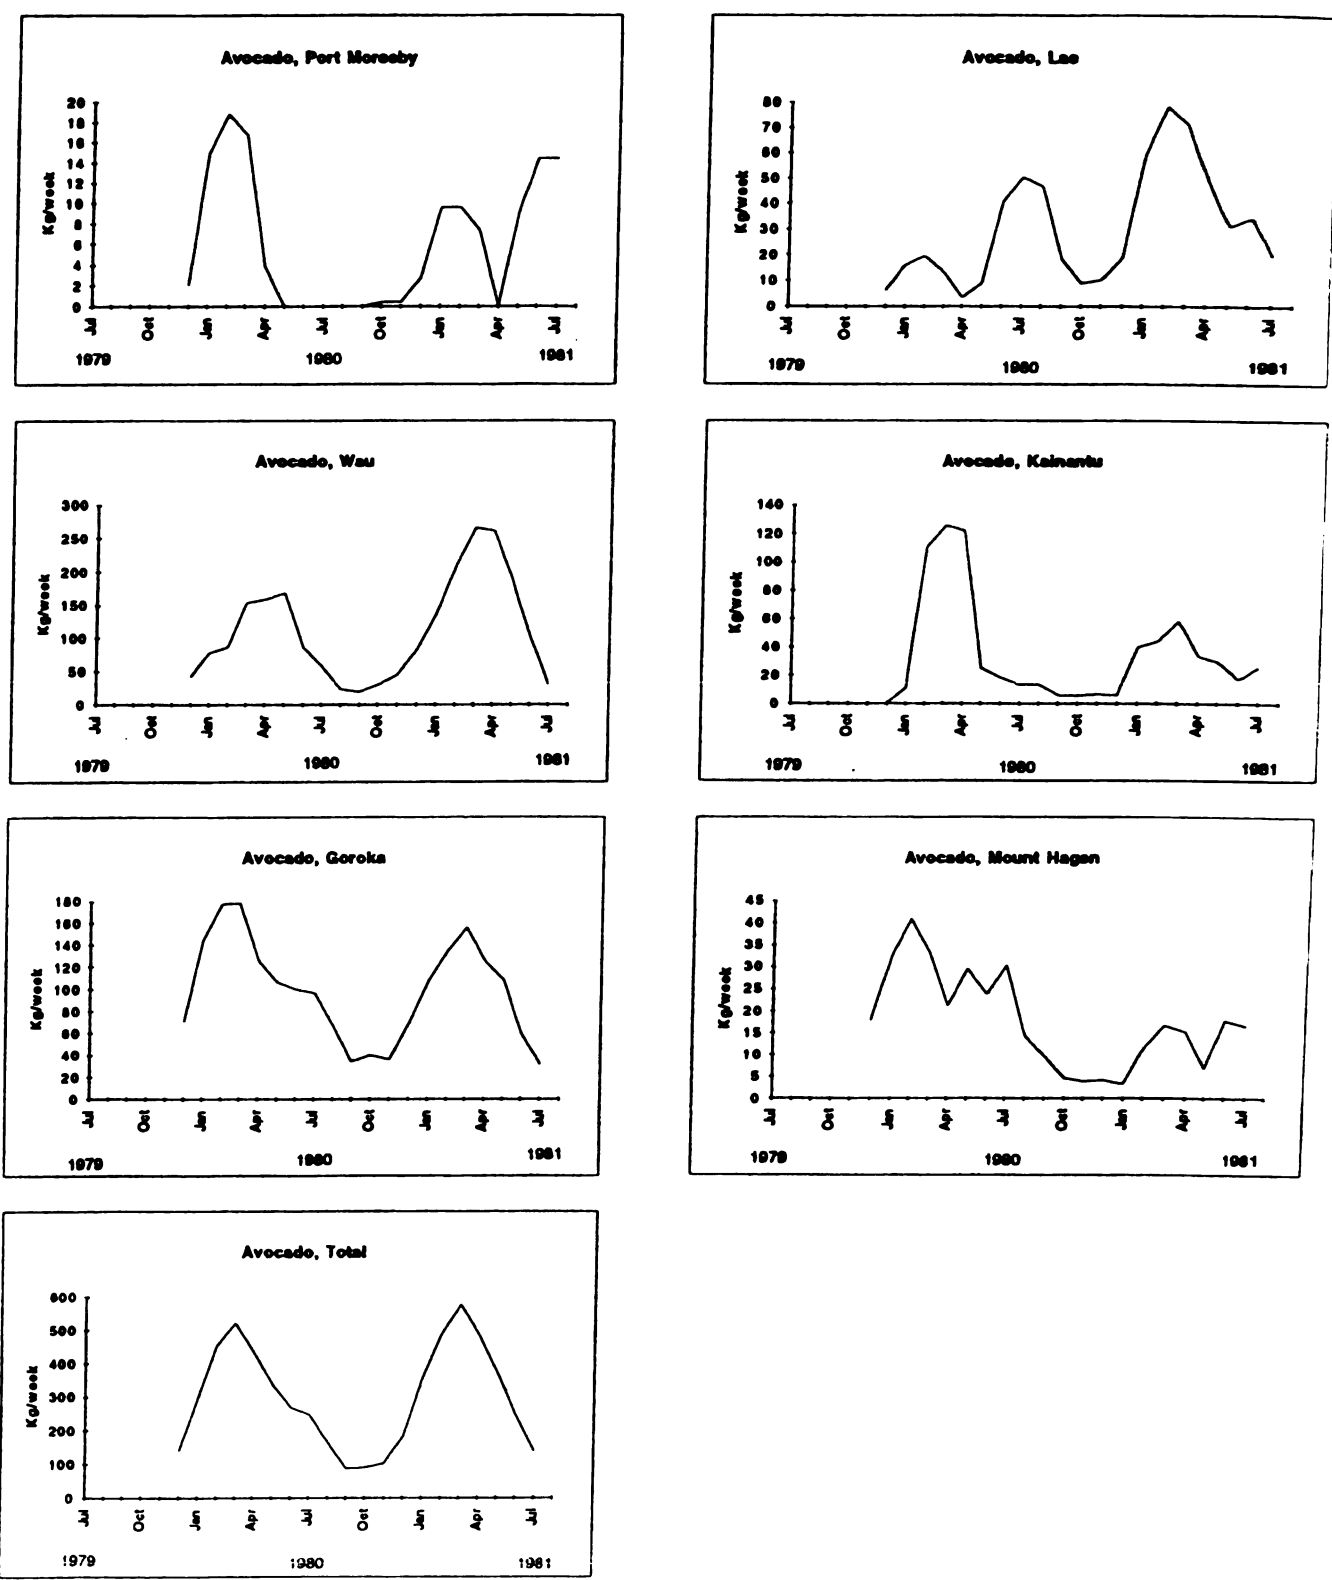 Avocado, Port Moresby
20
18
16
14
12
10
8
6
4
2
0
Kg/week
Jul Oct Jan Apr Jul Oct Jan Apr Jul
1979 1980 1981
Avocado, Lae
80
70
60
50
40
30
20
10
0
Kg/week
Jul Oct Jan Apr Jul Oct Jan Apr Jul
1979 1980 1981
Avocado, Wau
300
250
200
150
100
50
0
Kg/week
Jul Oct Jan Apr Jul Oct Jan Apr Jul
1979 1980 1981
Avocado, Kainantu
140
120
100
80
60
40
20
0
Kg/week
Jul Oct Jan Apr Jul Oct Jan Apr Jul
1979 1980 1981
Avocado, Goroka
180
160
140
120
100
80
60
40
20
0
Kg/week
Jul Oct Jan Apr Jul Oct Jan Apr Jul
1979 1980 1981
Avocado, Mount Hagen
45
40
35
30
25
20
15
10
5
0
Kg/week
Jul Oct Jan Apr Jul Oct Jan Apr Jul
1979 1980 1981
Avocado, Total
600
500
400
300
200
100
0
Kg/week
Jul Oct Jan Apr Jul Oct Jan Apr Jul
1979 1980 1981